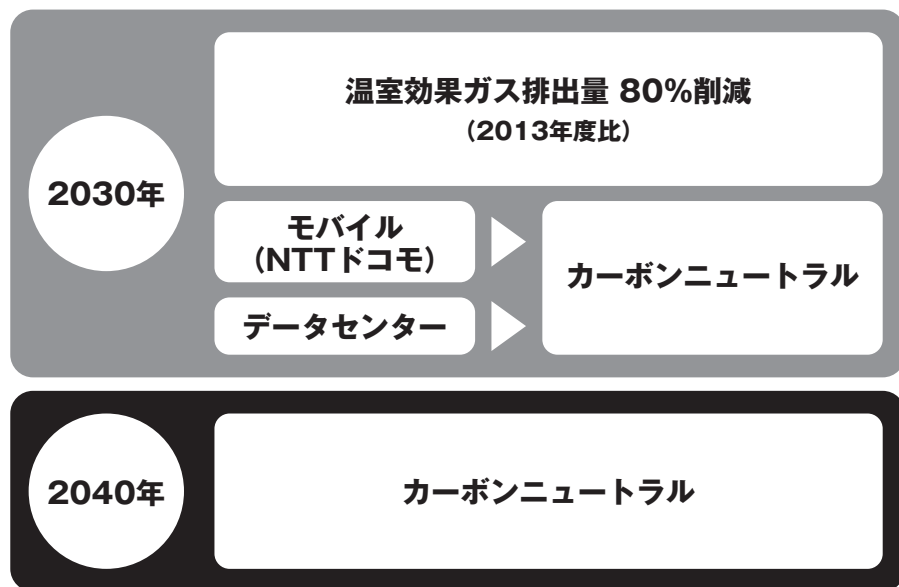 2030年
温室効果ガス排出量 80%削減
(2013年度比)
モバイル
(NTTドコモ)
データセンター
カーボンニュートラル
2040年
カーボンニュートラル